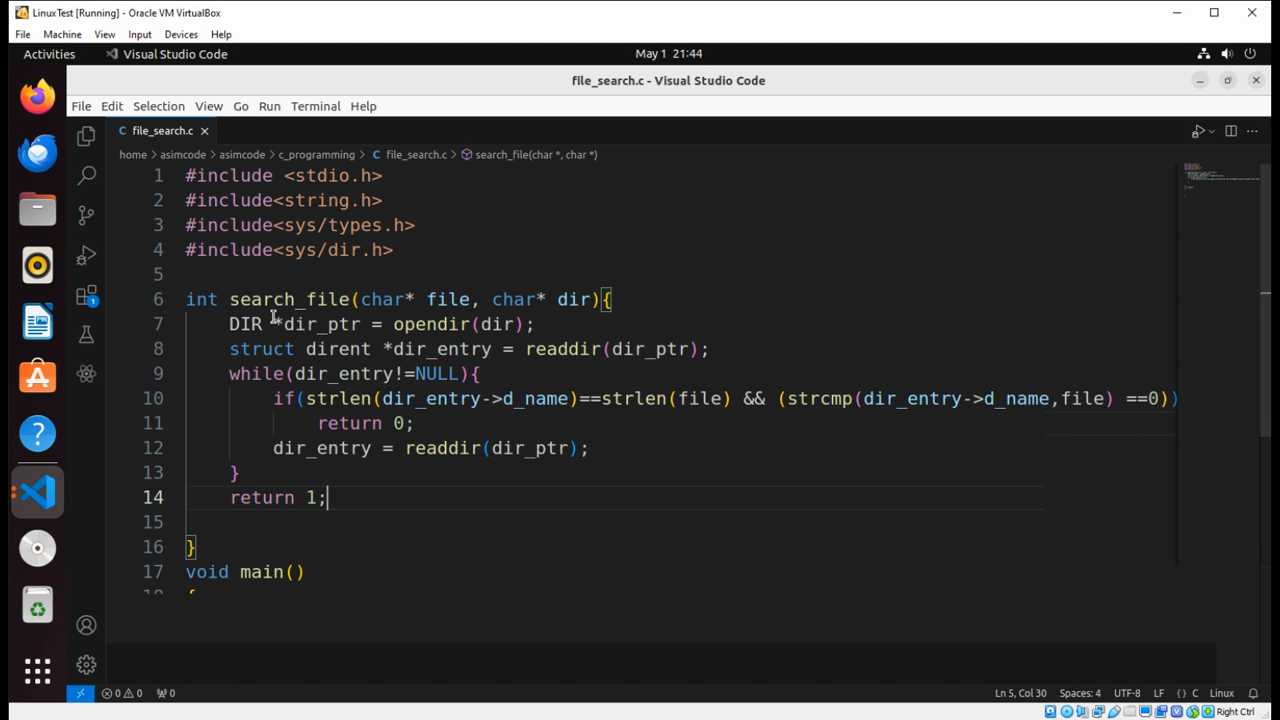 LinuxTest [Running] - Oracle VM VirtualBox
File Machine View Input Devices Help
Activities Visual Studio Code May 1 21:44
file_search.c - Visual Studio Code
File Edit Selection View Go Run Terminal Help
C file_search.c
home > asimcode > asimcode > c_programming > C file_search.c > search_file(char *, char *)
1 #include <stdio.h>
2 #include<string.h>
3 #include<sys/types.h>
4 #include<sys/dir.h>
5
6 int search_file(char* file, char* dir){
7 DIR *dir_ptr = opendir(dir);
8 struct dirent *dir_entry = readdir(dir_ptr);
9 while(dir_entry!=NULL){
10 if(strlen(dir_entry->d_name)==strlen(file) && (strcmp(dir_entry->d_name,file) ==0))
11 return 0;
12 dir_entry = readdir(dir_ptr);
13 }
14 return 1;
15
16 }
17 void main()
18 {
1
0 0 0 Ln 5, Col 30 Spaces: 4 UTF-8 LF {} C Linux
Right Ctrl